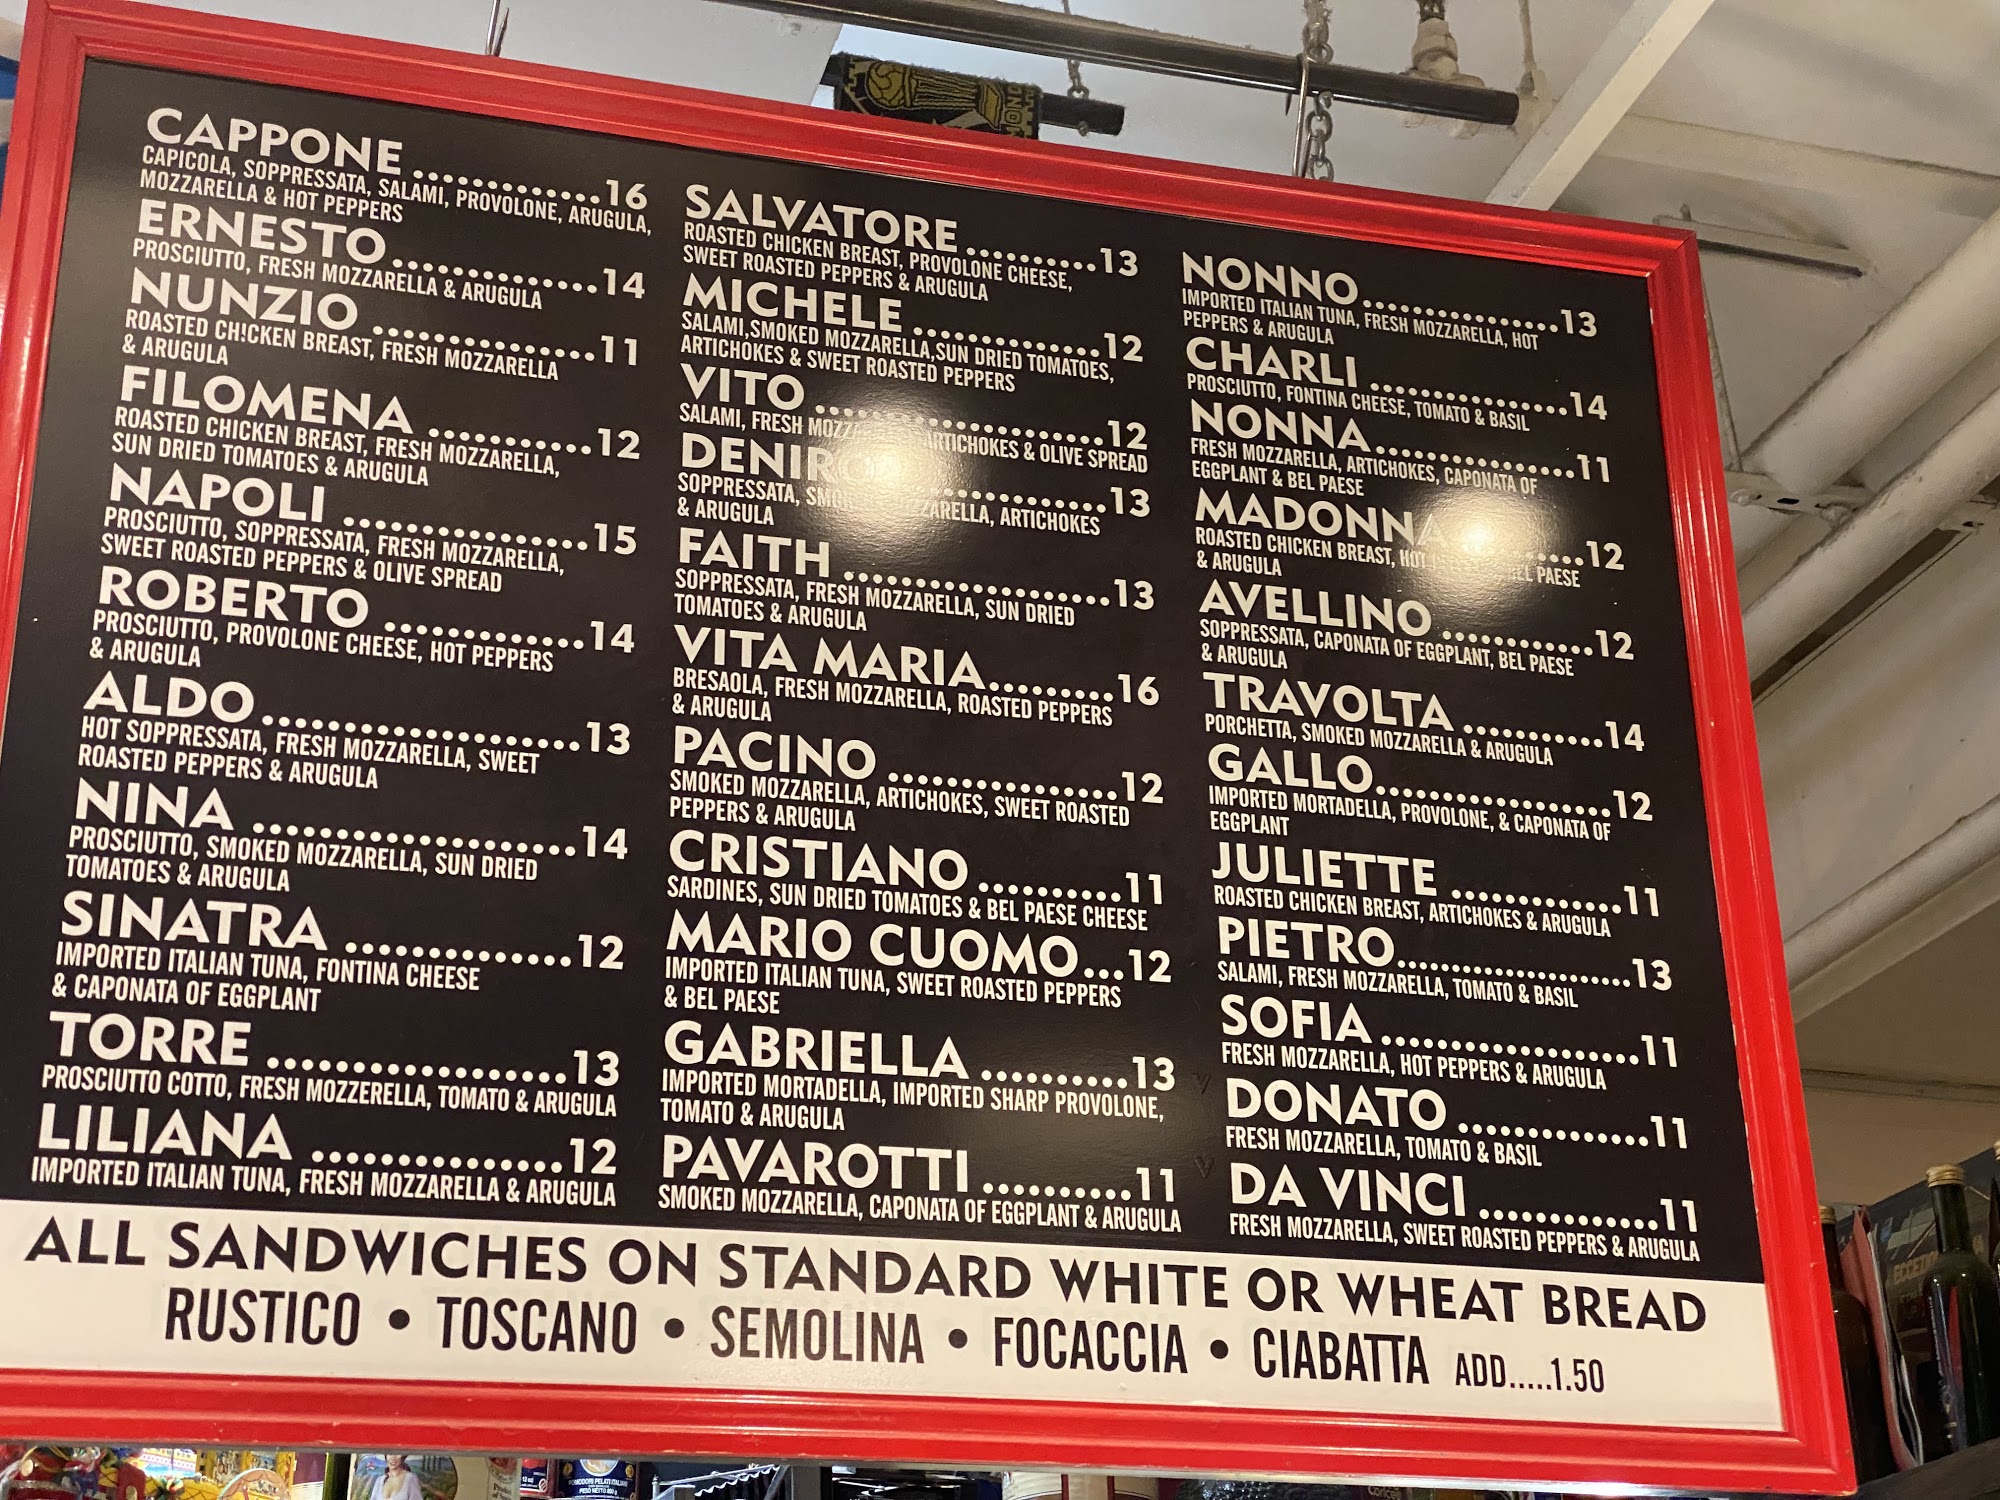 CAPPONE.............16
CAPICOLA, SOPPRESSATA, SALAMI, PROVOLONE, ARUGULA,
MOZZARELLA & HOT PEPPERS
ERNESTO..............14
PROSCIUTTO, FRESH MOZZARELLA & ARUGULA
NUNZIO...............11
ROASTED CHICKEN BREAST, FRESH MOZZARELLA
& ARUGULA
FILOMENA...........12
ROASTED CHICKEN BREAST, FRESH MOZZARELLA,
SUN DRIED TOMATOES & ARUGULA
NAPOLI................15
PROSCIUTTO, SOPPRESSATA, FRESH MOZZARELLA,
SWEET ROASTED PEPPERS & OLIVE SPREAD
ROBERTO.............14
PROSCIUTTO, PROVOLONE CHEESE, HOT PEPPERS
& ARUGULA
ALDO.....................13
HOT SOPPRESSATA, FRESH MOZZARELLA, SWEET
ROASTED PEPPERS & ARUGULA
NINA.....................14
PROSCIUTTO, SMOKED MOZZARELLA, SUN DRIED
TOMATOES & ARUGULA
SINATRA..............12
IMPORTED ITALIAN TUNA, FONTINA CHEESE
& CAPONATA OF EGGPLANT
TORRE...................13
PROSCIUTTO COTTO, FRESH MOZZERELLA, TOMATO & ARUGULA
LILIANA................12
IMPORTED ITALIAN TUNA, FRESH MOZZARELLA & ARUGULA
SALVATORE.........13
ROASTED CHICKEN BREAST, PROVOLONE CHEESE,
SWEET ROASTED PEPPERS & ARUGULA
MICHELE.............12
SALAMI,SMOKED MOZZARELLA,SUN DRIED TOMATOES,
ARTICHOKES & SWEET ROASTED PEPPERS
VITO....................12
SALAMI, FRESH ARTICHOKES & OLIVE SPREAD
DENIRO.............13
SOPPRESSATA, SMOKED MOZZARELLA, ARTICHOKES
& ARUGULA
FAITH..................13
SOPPRESSATA, FRESH MOZZARELLA, SUN DRIED
TOMATOES & ARUGULA
VITA MARIA.........16
BRESAOLA, FRESH MOZZARELLA, ROASTED PEPPERS
& ARUGULA
PACINO...............12
SMOKED MOZZARELLA, ARTICHOKES, SWEET ROASTED
PEPPERS & ARUGULA
CRISTIANO..........11
SARDINES, SUN DRIED TOMATOES & BEL PAESE CHEESE
MARIO CUOMO...12
IMPORTED ITALIAN TUNA, SWEET ROASTED PEPPERS
& BEL PAESE
GABRIELLA..........13
IMPORTED MORTADELLA, IMPORTED SHARP PROVOLONE,
TOMATO & ARUGULA
PAVAROTTI..........11
SMOKED MOZZARELLA, CAPONATA OF EGGPLANT & ARUGULA
NONNO...............13
IMPORTED ITALIAN TUNA, FRESH MOZZARELLA, HOT
PEPPERS & ARUGULA
CHARLI...............14
PROSCIUTTO, FONTINA CHEESE, TOMATO & BASIL
NONNA...............11
FRESH MOZZARELLA, ARTICHOKES, CAPONATA OF
EGGPLANT & BEL PAESE
MADONNA.....12
ROASTED CHICKEN BREAST, HOT BEL PAESE
& ARUGULA
AVELLINO...........12
SOPPRESSATA, CAPONATA OF EGGPLANT, BEL PAESE
& ARUGULA
TRAVOLTA...........14
PORCHETTA, SMOKED MOZZARELLA & ARUGULA
GALLO..................12
IMPORTED MORTADELLA, PROVOLONE, & CAPONATA OF
EGGPLANT
JULIETTE.............11
ROASTED CHICKEN BREAST, ARTICHOKES & ARUGULA
PIETRO...................13
SALAMI, FRESH MOZZARELLA, TOMATO & BASIL
SOFIA...................11
FRESH MOZZARELLA, HOT PEPPERS & ARUGULA
DONATO..............11
FRESH MOZZARELLA, TOMATO & BASIL
DA VINCI.............11
FRESH MOZZARELLA, SWEET ROASTED PEPPERS & ARUGULA
ALL SANDWICHES ON STANDARD WHITE OR WHEAT BREAD
RUSTICO • TOSCANO • SEMOLINA • FOCACCIA • CIABATTA ADD.....1.50